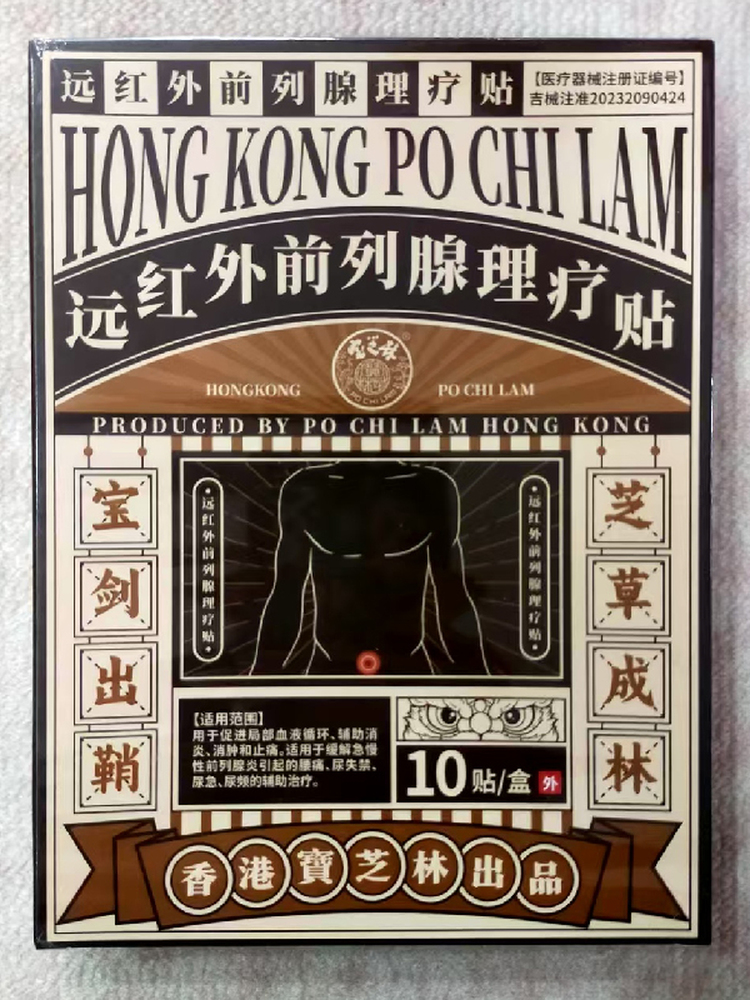 远红外前列腺理疗贴
【医疗器械注册证编号】
吉械注准20232090424
HONG KONG PO CHI LAM
远红外前列腺理疗贴
HONGKONG
PO CHI LAM
PO CHI LAM
PRODUCED BY PO CHI LAM HONG KONG
宝剑出鞘
远红外前列腺理疗贴
远红外前列腺理疗贴
芝草成林
【适用范围】
用于促进局部血液循环、辅助消
炎、消肿和止痛。适用于缓解急慢
性前列腺炎引起的腰痛、尿失禁、
尿急、尿频的辅助治疗。
10贴/盒 外
香港寶芝林出品